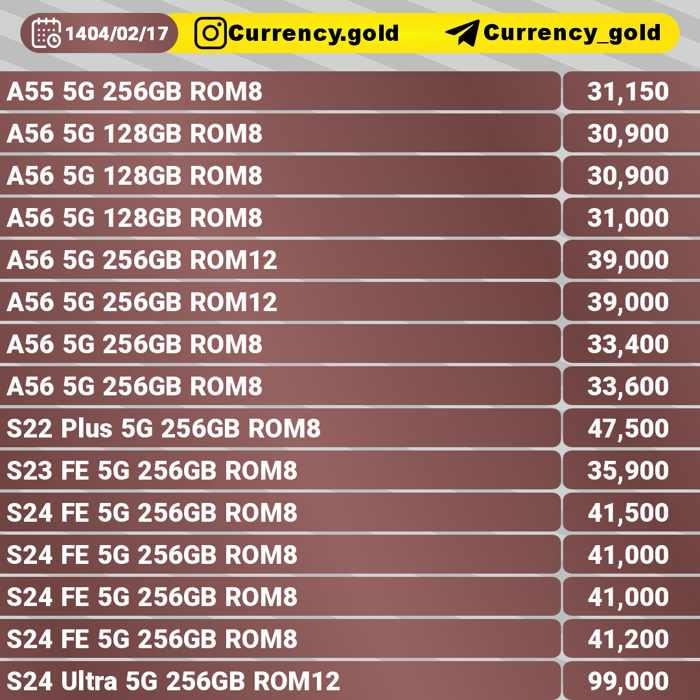 1404/02/17 Currency.gold Currency_gold
A55 5G 256GB ROM8 31,150
A56 5G 128GB ROM8 30,900
A56 5G 128GB ROM8 30,900
A56 5G 128GB ROM8 31,000
A56 5G 256GB ROM12 39,000
A56 5G 256GB ROM12 39,000
A56 5G 256GB ROM8 33,400
A56 5G 256GB ROM8 33,600
S22 Plus 5G 256GB ROM8 47,500
S23 FE 5G 256GB ROM8 35,900
S24 FE 5G 256GB ROM8 41,500
S24 FE 5G 256GB ROM8 41,000
S24 FE 5G 256GB ROM8 41,000
S24 FE 5G 256GB ROM8 41,200
S24 Ultra 5G 256GB ROM12 99,000